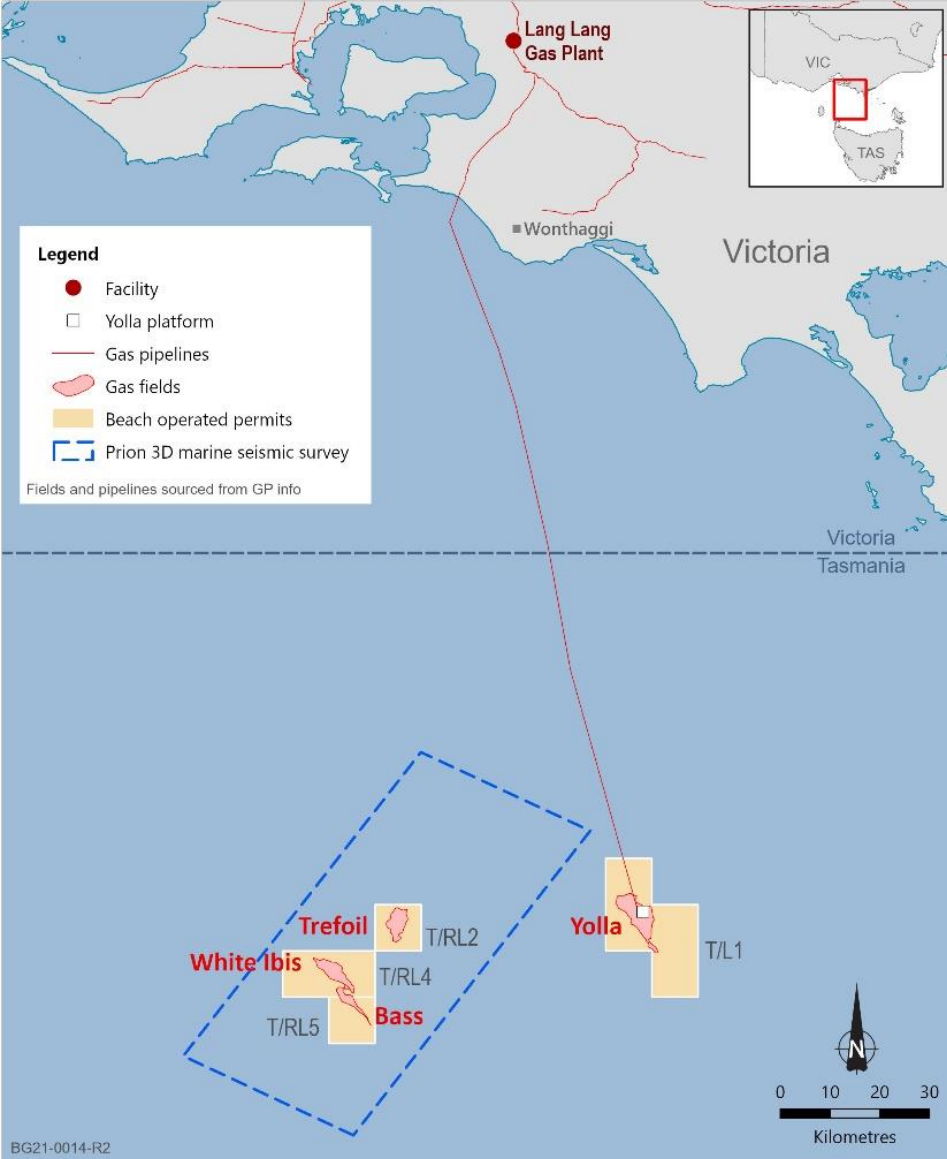 Lang Lang
Gas Plant
VIC
TAS
Wonthaggi
Victoria
Legend
Facility
Yolla platform
Gas pipelines
Gas fields
Beach operated permits
Prion 3D marine seismic survey
Fields and pipelines sourced from GP info
Victoria
Tasmania
Trefoil
T/RL2
Yolla
T/L1
White Ibis
T/RL4
Bass
T/RL5
N
0 10 20 30
Kilometres
BG21-0014-R2